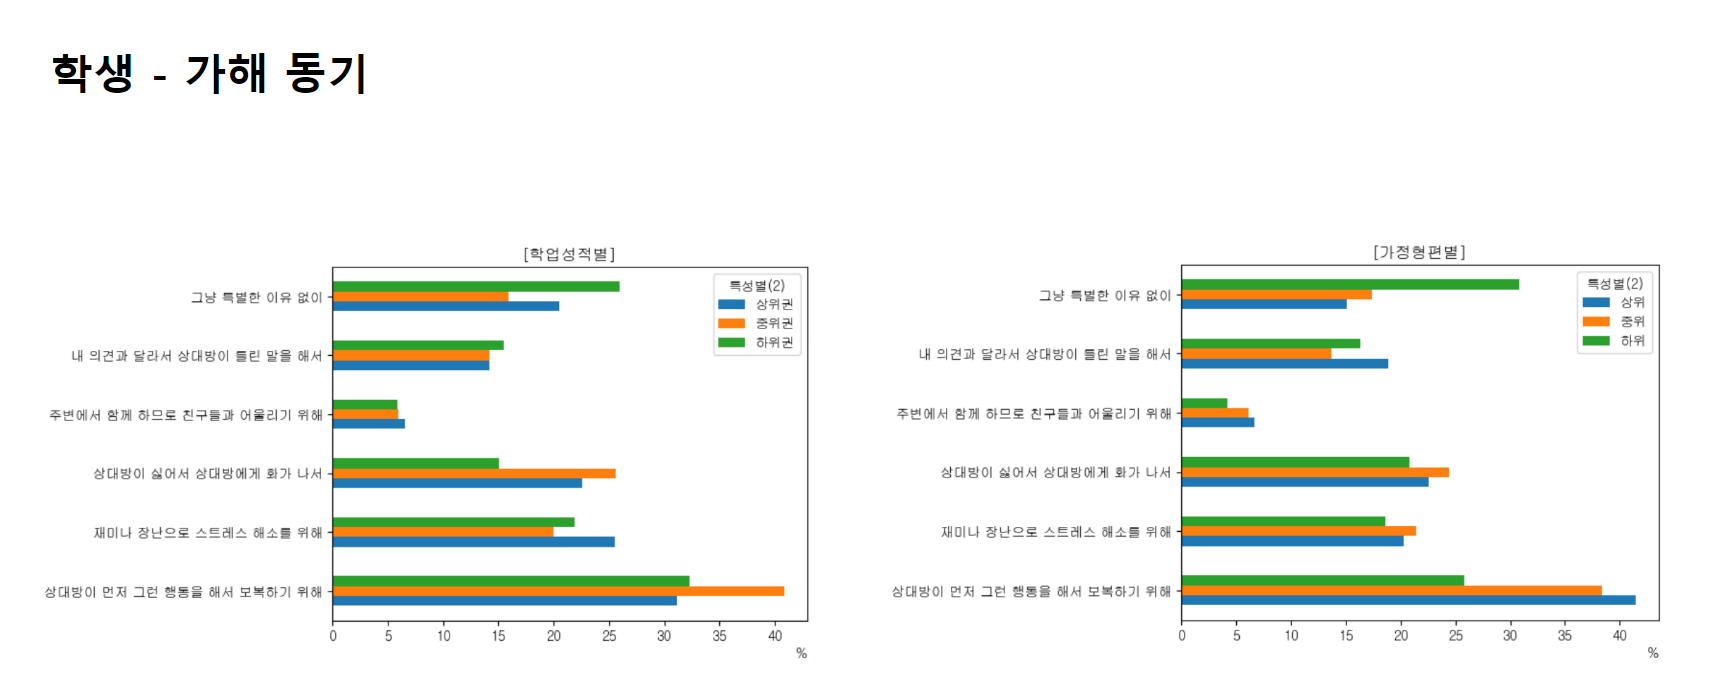 학생 - 가해 동기
[학업성적별]
특성별(2)
상위권
중위권
하위권
그냥 특별한 이유 없이
내 의견과 달라서 상대방이 틀린 말을 해서
주변에서 함께 하므로 친구들과 어울리기 위해
상대방이 싫어서 상대방에게 화가 나서
재미나 장난으로 스트레스 해소를 위해
상대방이 먼저 그런 행동을 해서 보복하기 위해
0 5 10 15 20 25 30 35 40
%
[가정형편별]
특성별(2)
상위
중위
하위
그냥 특별한 이유 없이
내 의견과 달라서 상대방이 틀린 말을 해서
주변에서 함께 하므로 친구들과 어울리기 위해
상대방이 싫어서 상대방에게 화가 나서
재미나 장난으로 스트레스 해소를 위해
상대방이 먼저 그런 행동을 해서 보복하기 위해
0 5 10 15 20 25 30 35 40
%